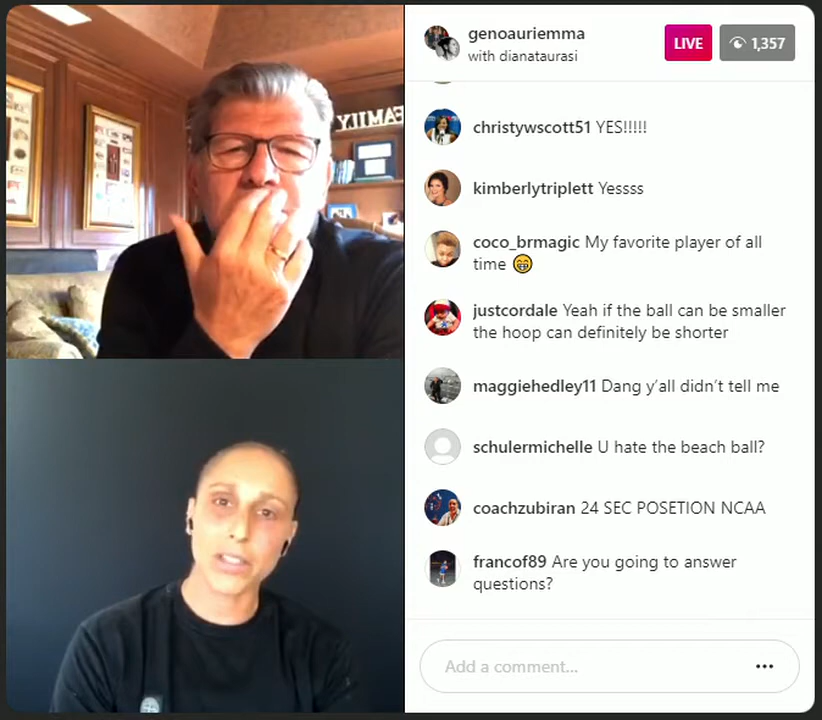 FAMILY
genoauriemma
with dianataurasi
LIVE
1,357
christywscott51 YES!!!!!
kimberlytriplett Yessss
coco_brmagic My favorite player of all
time 😁
justcordale Yeah if the ball can be smaller
the hoop can definitely be shorter
maggiehedley11 Dang y’all didn’t tell me
schulermichelle U hate the beach ball?
coachzubiran 24 SEC POSETION NCAA
francof89 Are you going to answer
questions?
Add a comment...